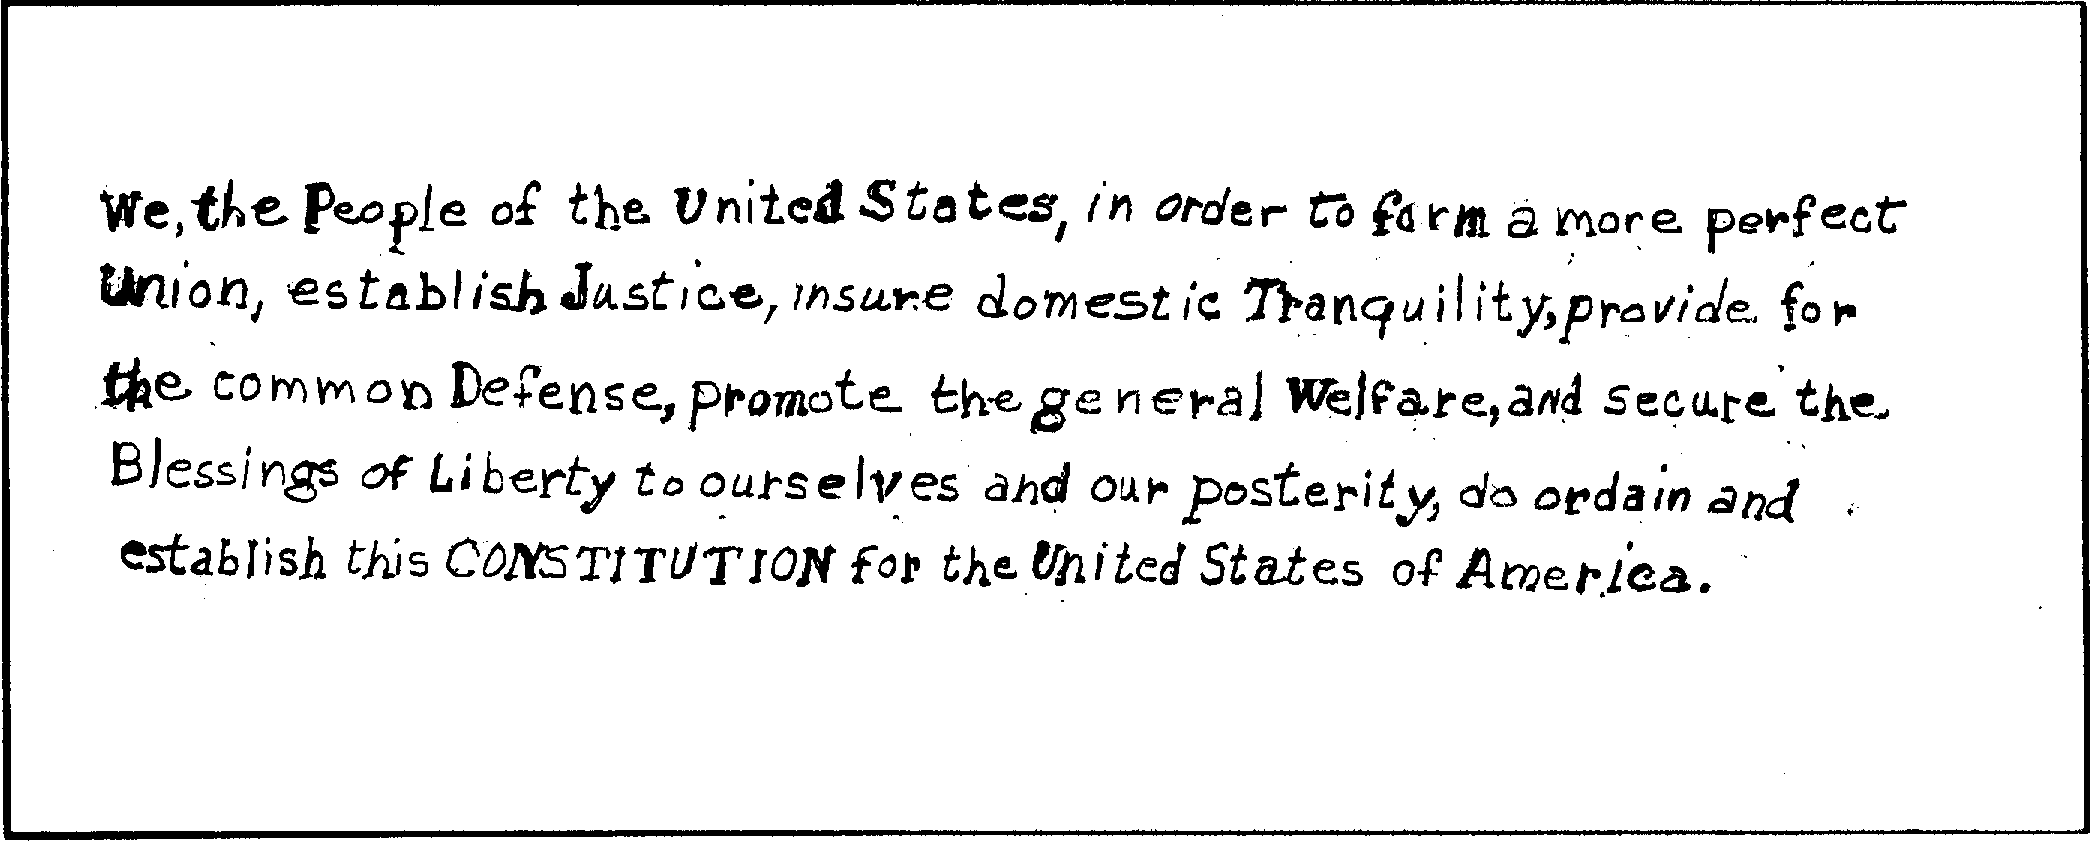 We, the People of the United States, in order to form a more perfect
Union, establish Justice, insure domestic Tranquility, provide for
the common Defense, promote the general Welfare, and secure the
Blessings of Liberty to ourselves and our posterity, do ordain and
establish this CONSTITUTION for the United States of America.